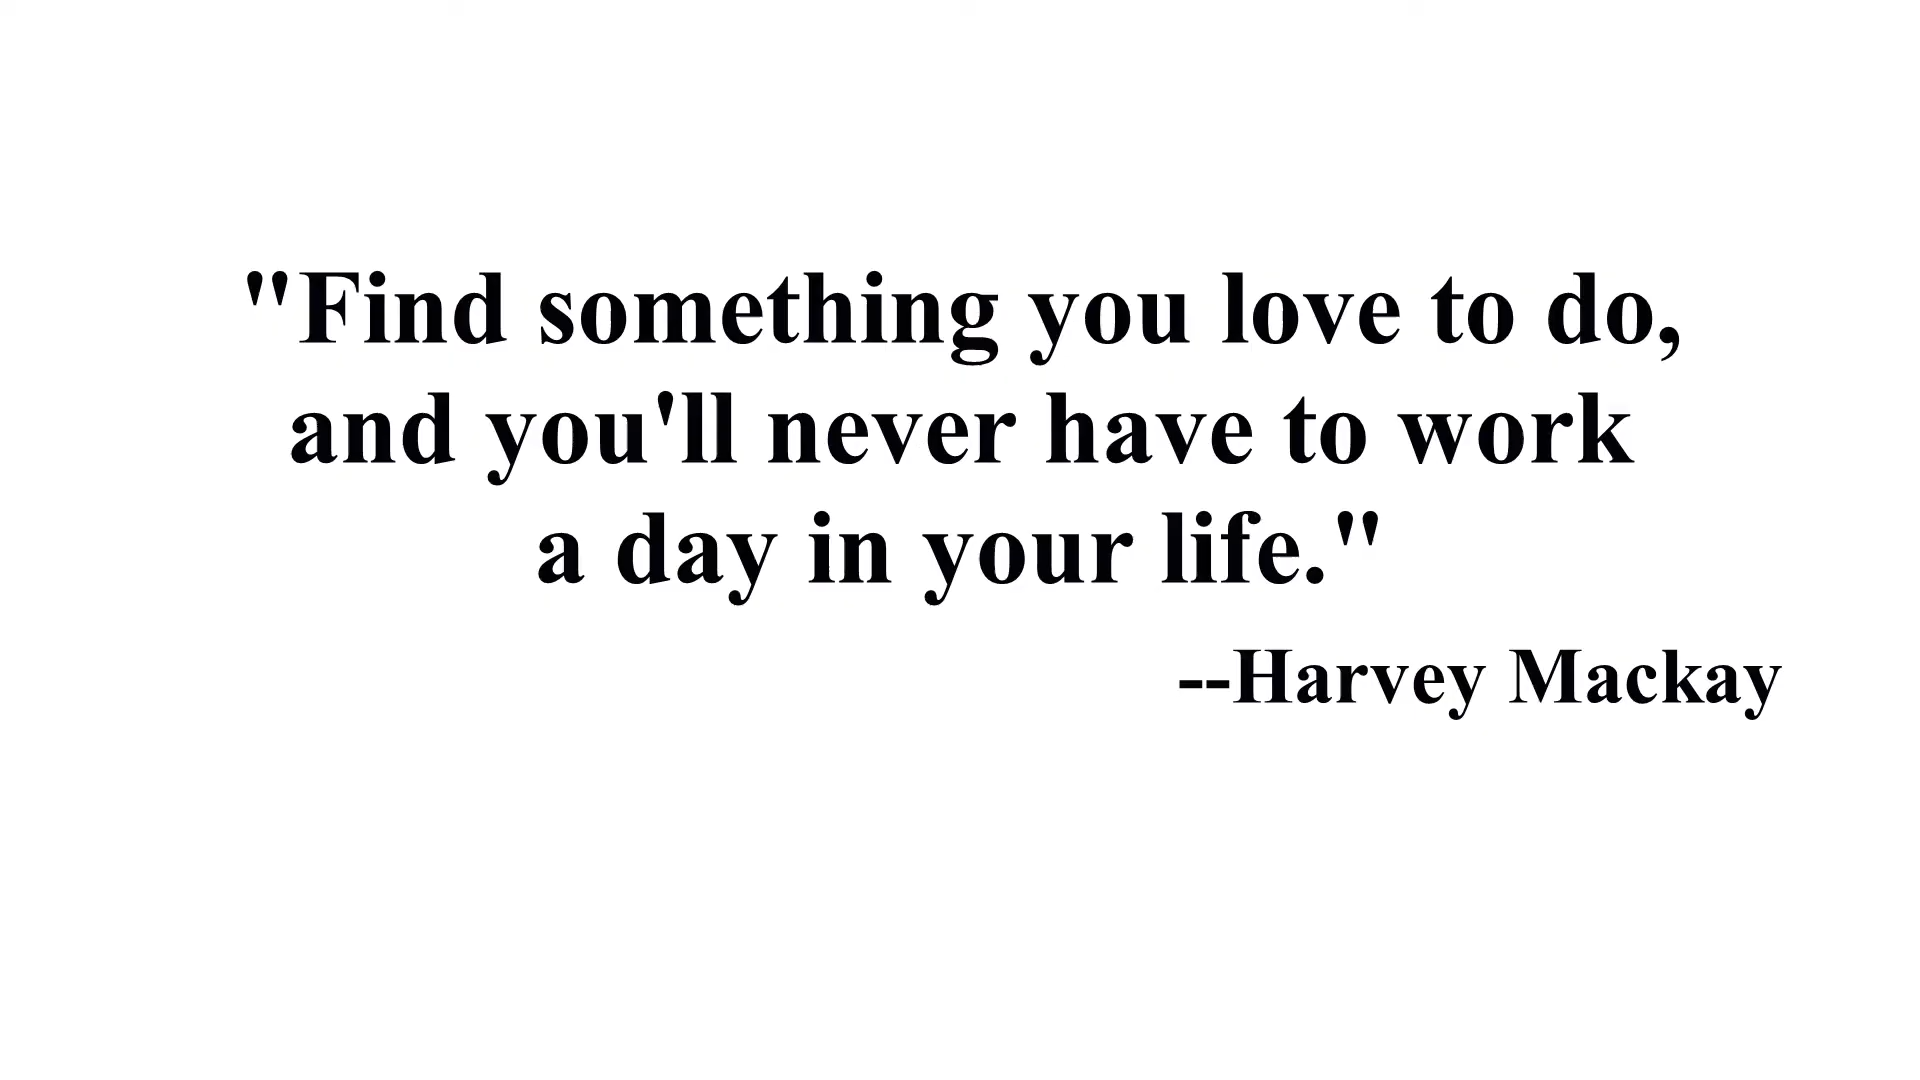 "Find something you love to do,
and you'll never have to work
a day in your life."
--Harvey Mackay